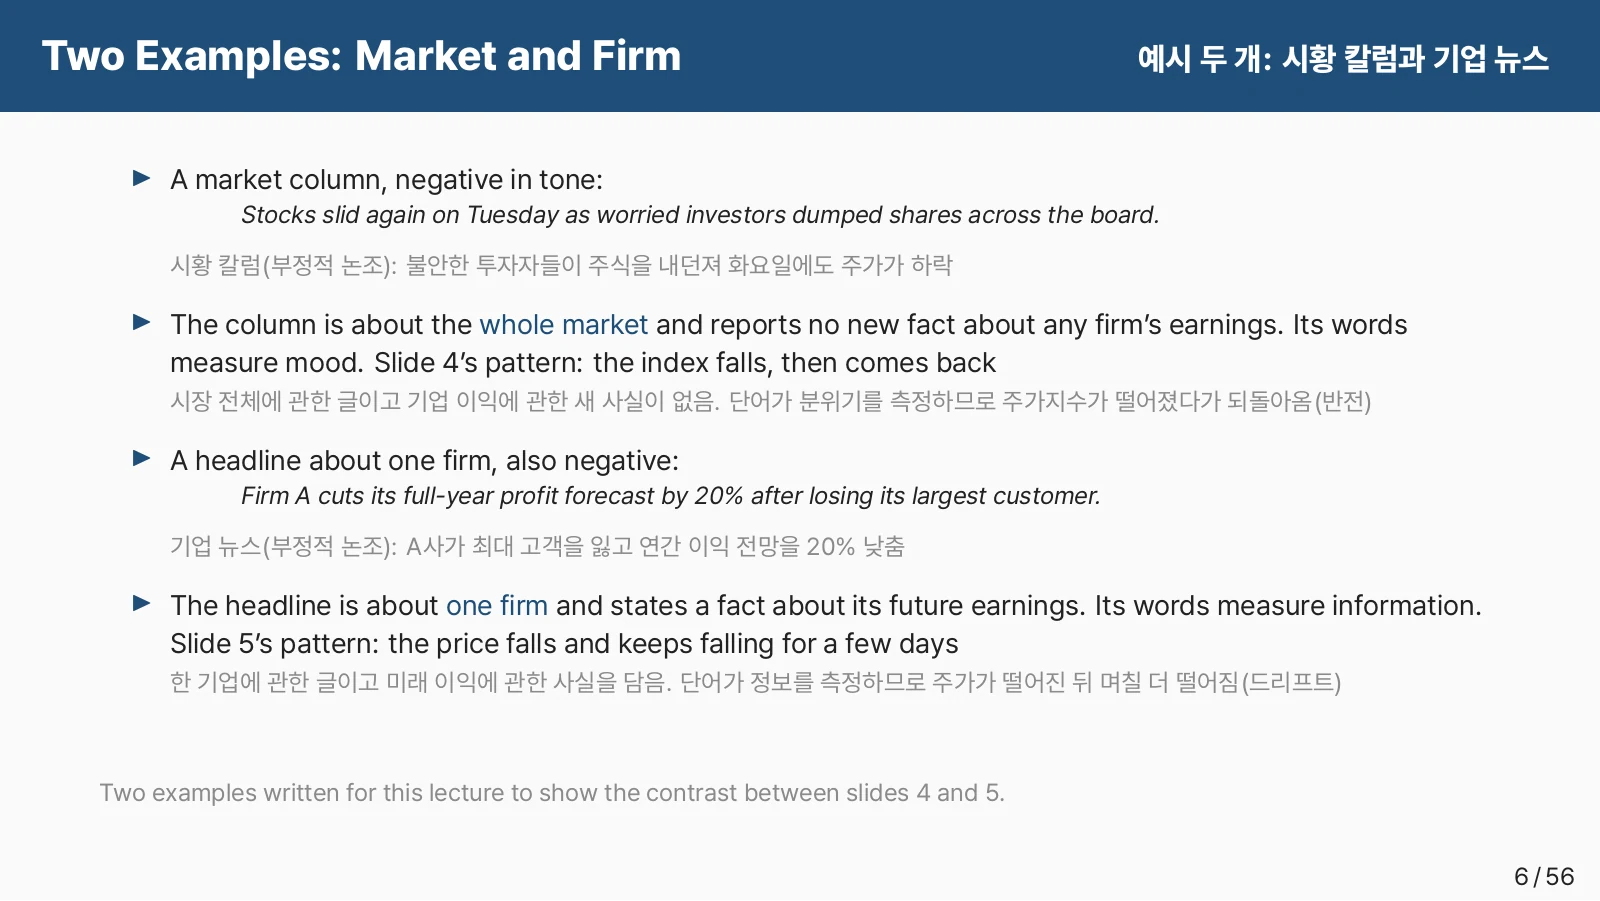 Two Examples: Market and Firm
예시 두 개: 시황 칼럼과 기업 뉴스
▶ A market column, negative in tone:
Stocks slid again on Tuesday as worried investors dumped shares across the board.
시황 칼럼(부정적 논조): 불안한 투자자들이 주식을 내던져 화요일에도 주가가 하락
▶ The column is about the whole market and reports no new fact about any firm’s earnings. Its words
measure mood. Slide 4’s pattern: the index falls, then comes back
시장 전체에 관한 글이고 기업 이익에 관한 새 사실이 없음. 단어가 분위기를 측정하므로 주가지수가 떨어졌다가 되돌아옴(반전)
▶ A headline about one firm, also negative:
Firm A cuts its full-year profit forecast by 20% after losing its largest customer.
기업 뉴스(부정적 논조): A사가 최대 고객을 잃고 연간 이익 전망을 20% 낮춤
▶ The headline is about one firm and states a fact about its future earnings. Its words measure information.
Slide 5’s pattern: the price falls and keeps falling for a few days
한 기업에 관한 글이고 미래 이익에 관한 사실을 담음. 단어가 정보를 측정하므로 주가가 떨어진 뒤 며칠 더 떨어짐(드리프트)
Two examples written for this lecture to show the contrast between slides 4 and 5.
6 / 56